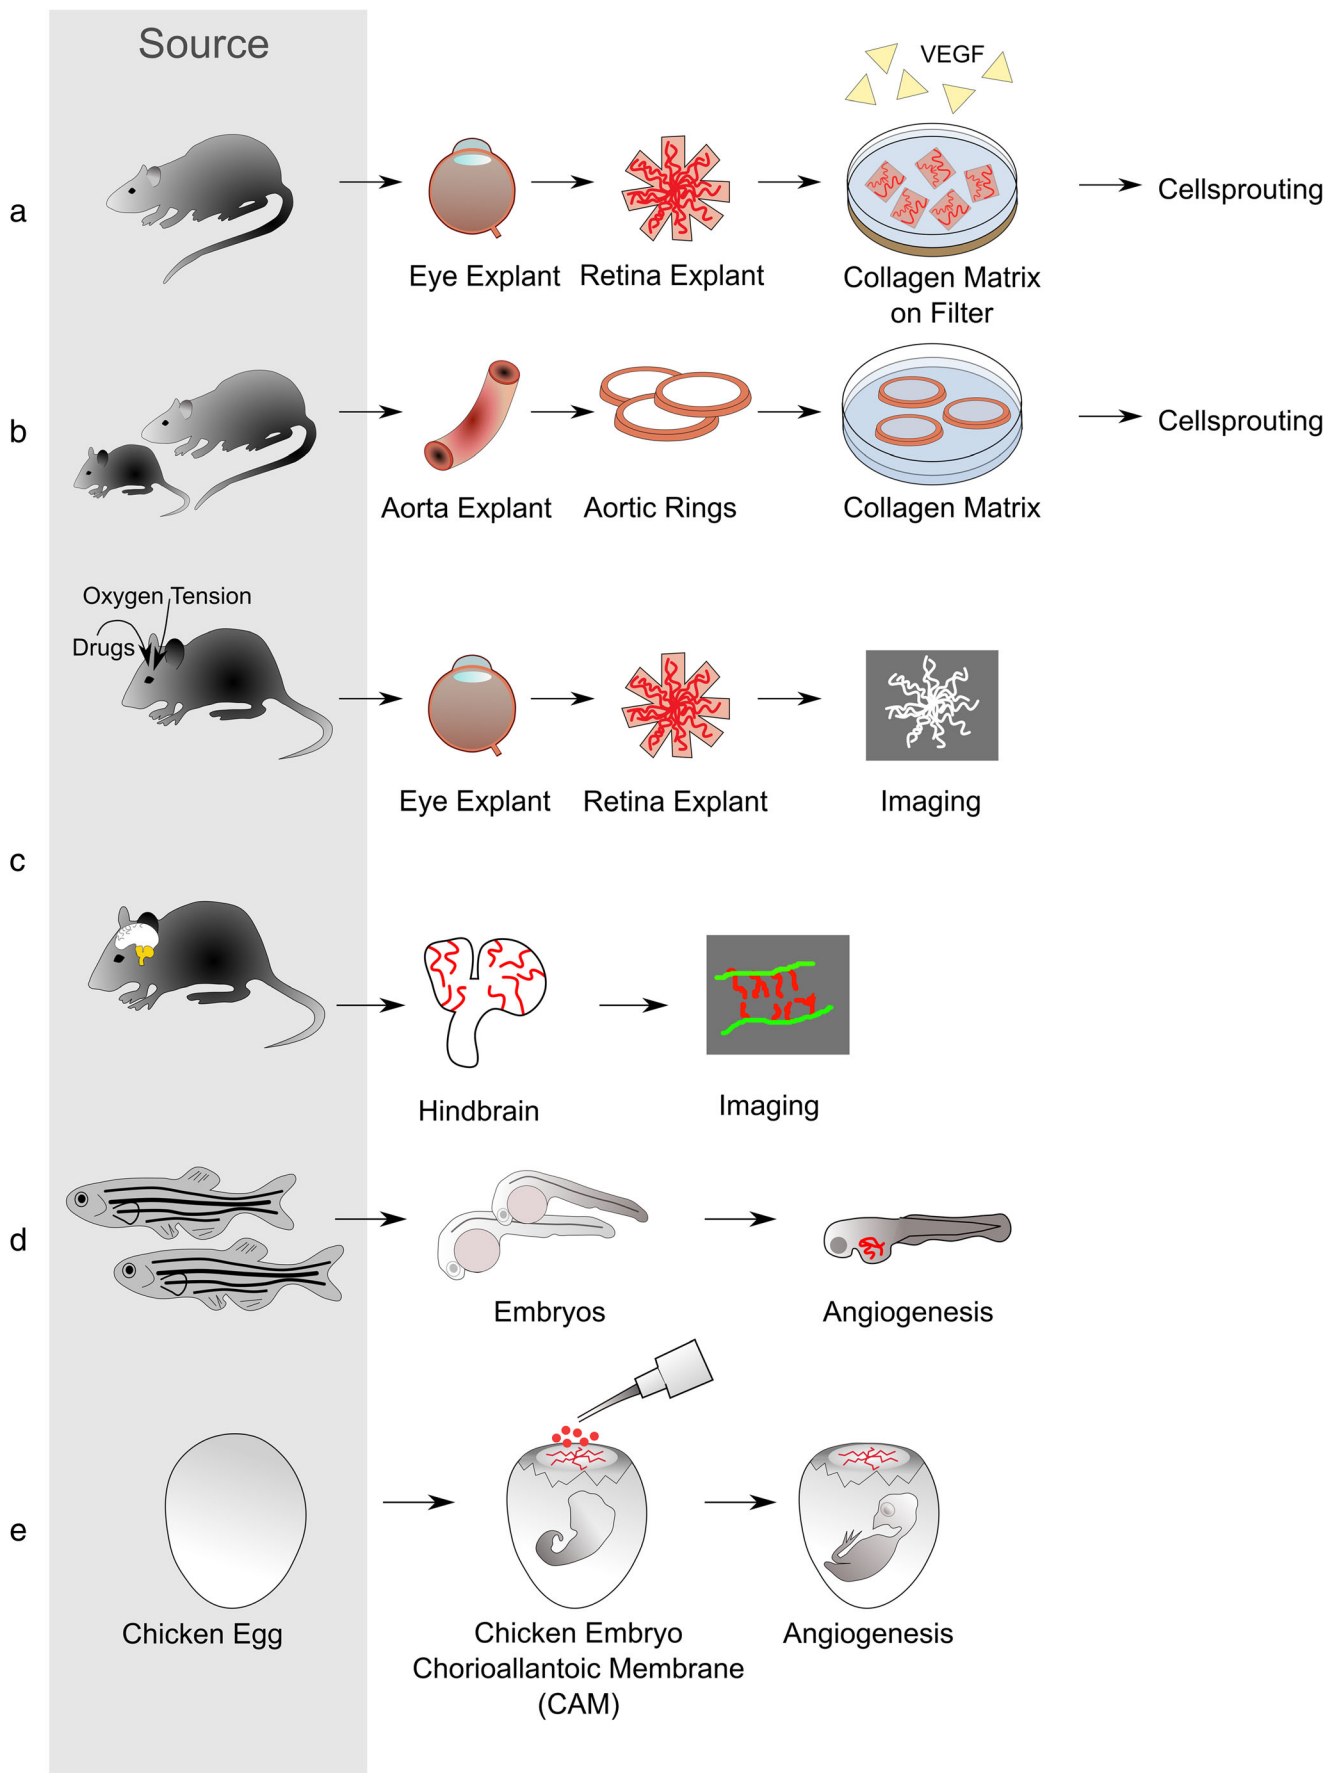 Source
VEGF
a
Cellsprouting
Eye Explant
Retina Explant
Collagen Matrix
on Filter
b
Cellsprouting
Aorta Explant
Aortic Rings
Collagen Matrix
Oxygen Tension
Drugs
Eye Explant
Retina Explant
Imaging
c
Hindbrain
Imaging
d
Embryos
Angiogenesis
e
Chicken Egg
Chicken Embryo
Chorioallantoic Membrane
(CAM)
Angiogenesis